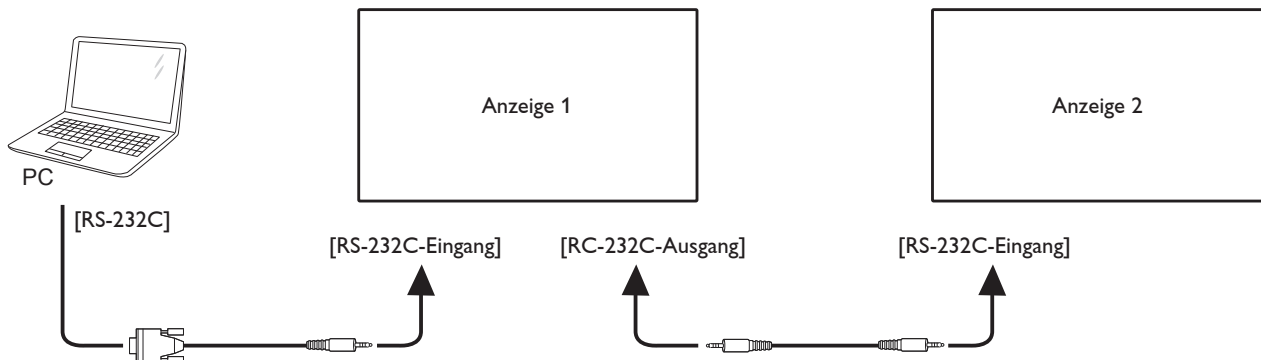 Anzeige 1
Anzeige 2
PC
[RS-232C]
[RS-232C-Eingang]
[RC-232C-Ausgang]
[RS-232C-Eingang]